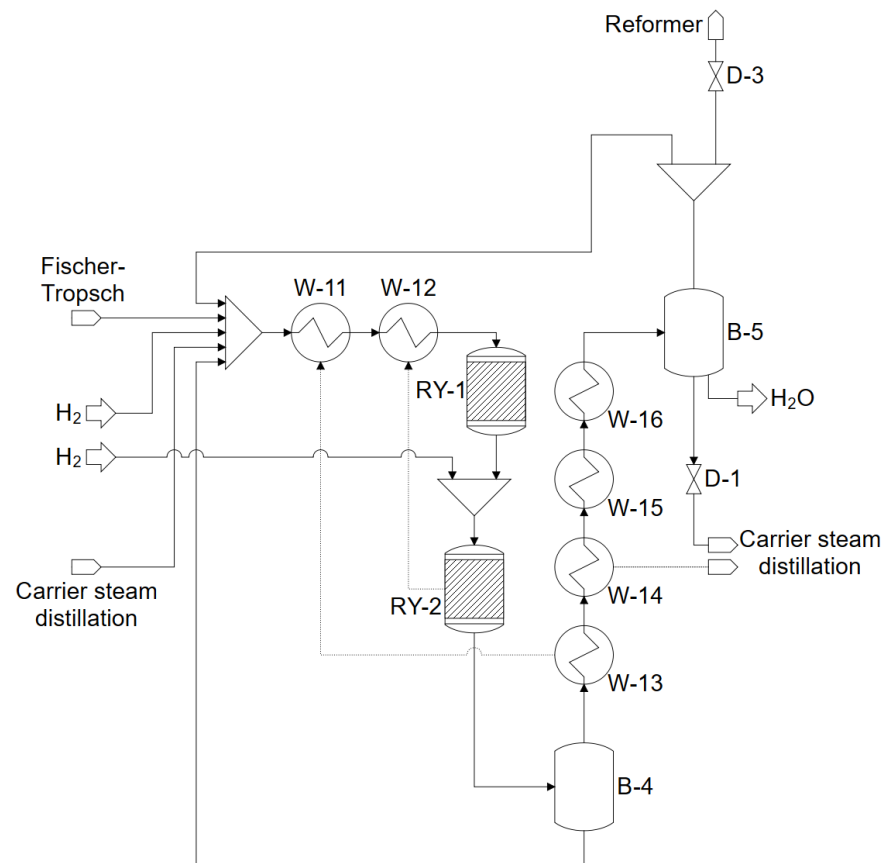 Reformer
D-3
Fischer-
Tropsch
W-11
W-12
B-5
RY-1
H₂O
W-16
H₂
H₂
D-1
W-15
Carrier steam
distillation
Carrier steam
distillation
W-14
RY-2
W-13
B-4